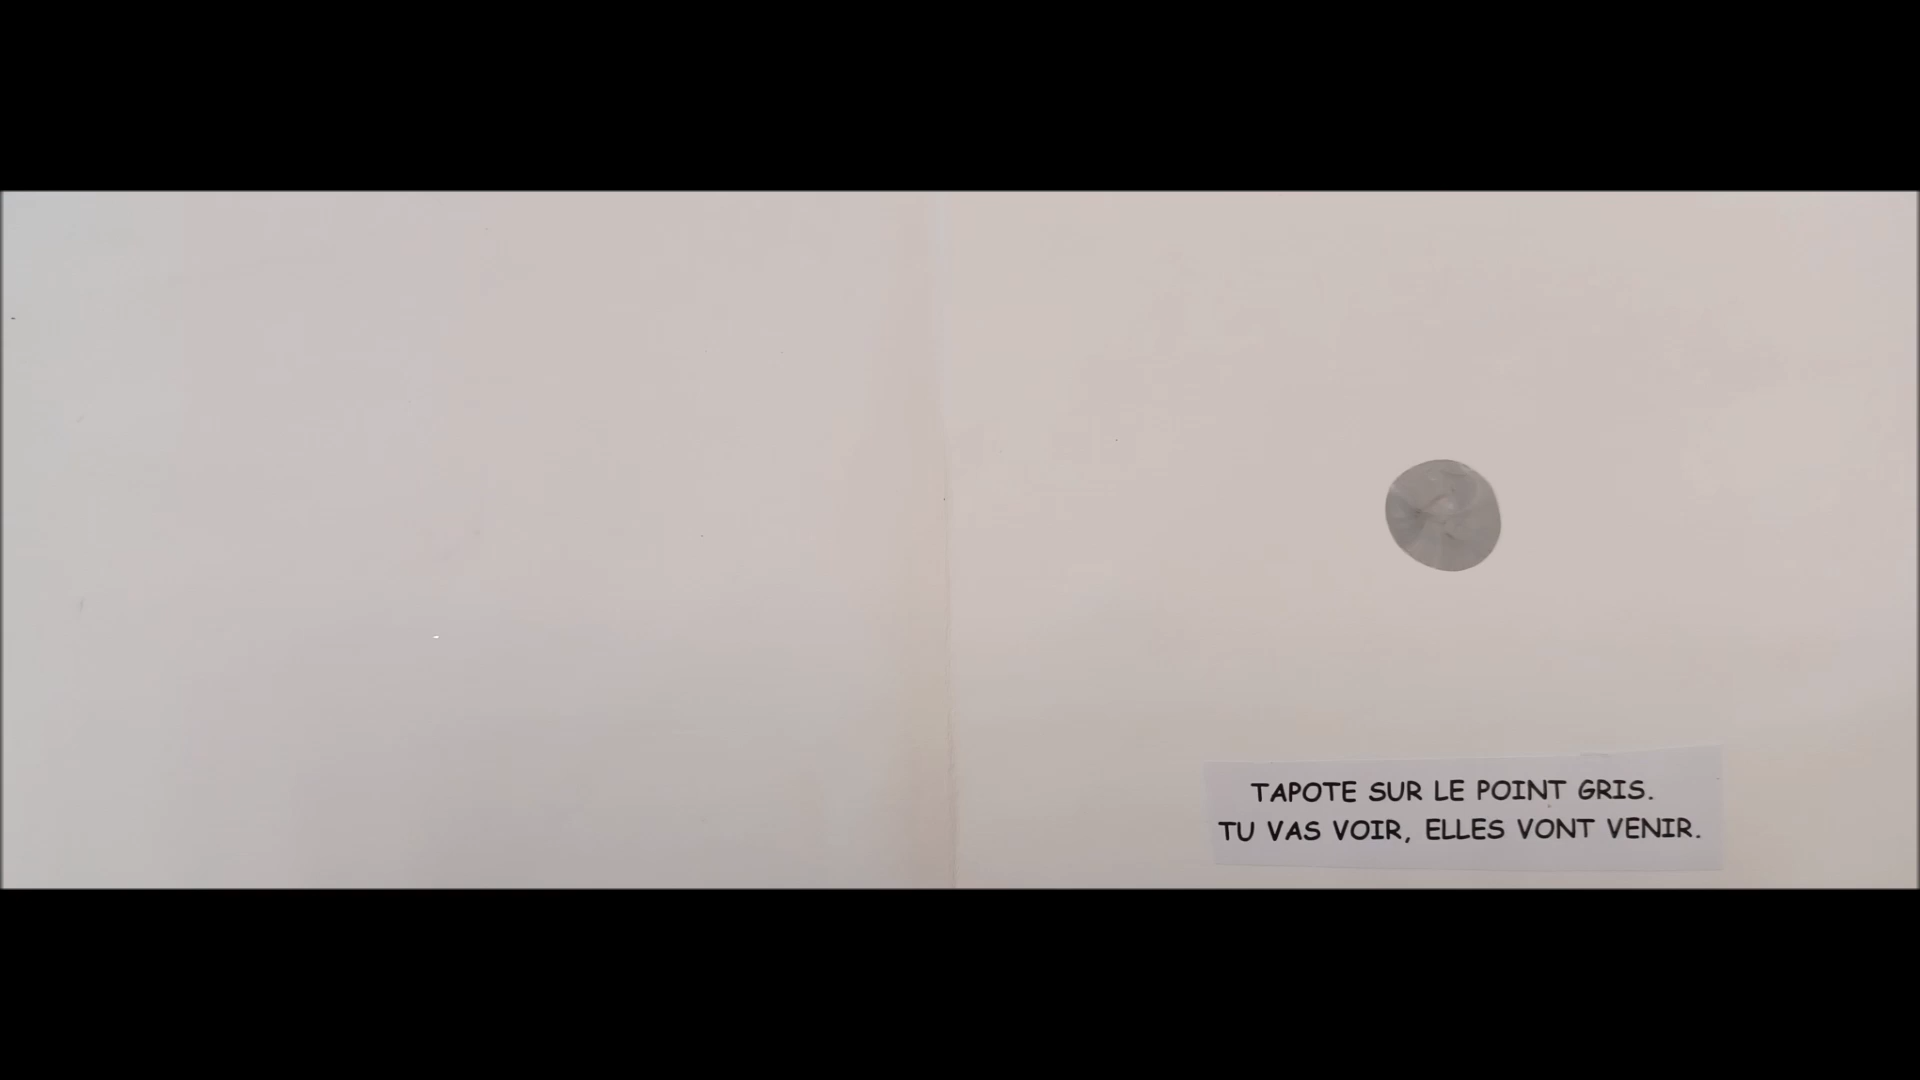 TAPOTE SUR LE POINT GRIS.
TU VAS VOIR, ELLES VONT VENIR.